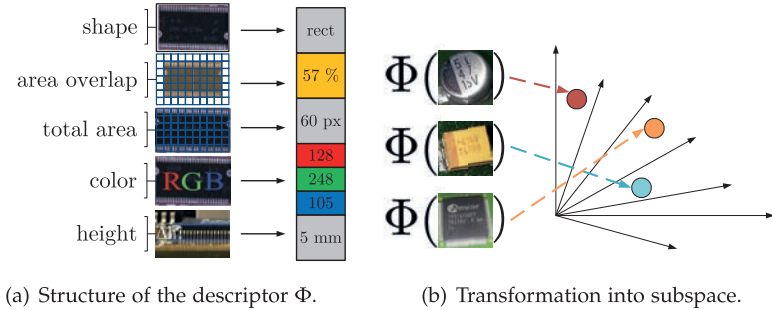 shape
rect
area overlap
57 %
total area
60 px
color
RGB
128
248
105
height
Δh
5 mm
Φ( )
Φ( )
Φ( )
(a) Structure of the descriptor Φ.
(b) Transformation into subspace.